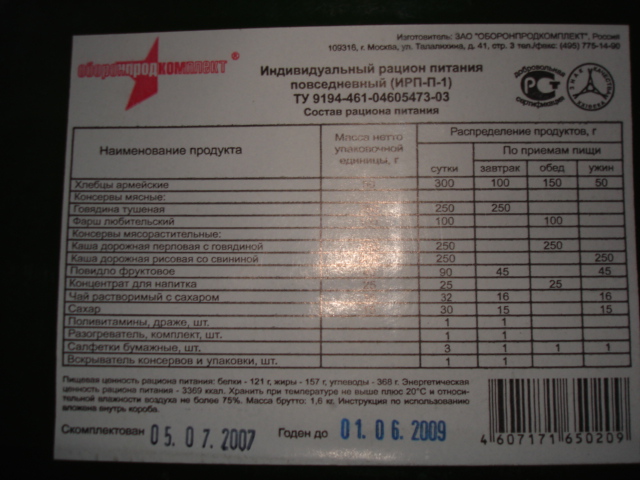 Изготовитель: ЗАО "ОБОРОНПРОДКОМПЛЕКТ", Россия
109316, г. Москва, ул. Талалихина, д. 41, стр. 3 тел./факс: (495) 775-14-90
оборонпродкомплект ®
Индивидуальный рацион питания
повседневный (ИРП-П-1)
ТУ 9194-461-04605473-03
Состав рациона питания
добровольная сертификация
Наименование продукта Масса нетто упаковочной единицы, г Распределение продуктов, г
По приемам пищи
сутки завтрак обед ужин
Хлебцы армейские 300 100 150 50
Консервы мясные:
Говядина тушеная 250 250
Фарш любительский 100 100
Консервы мясорастительные:
Каша дорожная перловая с говядиной 250 250
Каша дорожная рисовая со свининой 250 250
Повидло фруктовое 90 45 45
Концентрат для напитка 25 25
Чай растворимый с сахаром 32 16 16
Сахар 30 15 15
Поливитамины, драже, шт. 1 1
Разогреватель, комплект, шт. 1 1
Салфетки бумажные, шт. 3 1 1 1
Вскрыватель консервов и упаковки, шт. 1 1
Пищевая ценность рациона питания: белки - 121 г, жиры - 157 г, углеводы - 368 г. Энергетическая
ценность рациона питания - 3369 ккал. Хранить при температуре не выше плюс 20°С и относи-
тельной влажности воздуха не более 75%. Масса брутто: 1,6 кг. Инструкция по использованию
вложена внутрь короба.
Скомплектован 05.07.2007 Годен до 01.06.2009
4 607171 650209